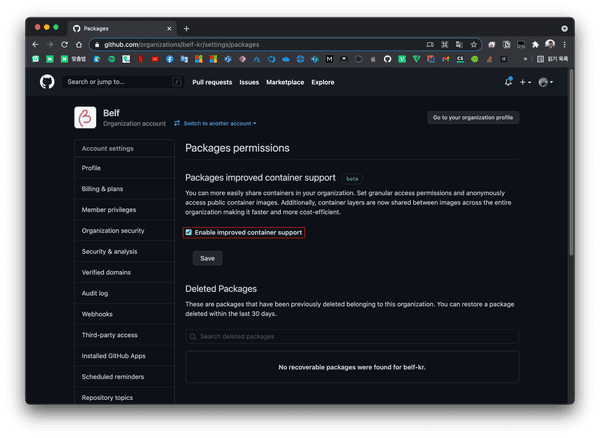 Packages
github.com/organizations/belf-kr/settings/packages
맞춤법
읽기 목록
Search or jump to...
/
Pull requests
Issues
Marketplace
Explore
Belf
Organization account
Switch to another account
Go to your organization profile
Account settings
Profile
Billing & plans
Member privileges
Organization security
Security & analysis
Verified domains
Audit log
Webhooks
Third-party access
Installed GitHub Apps
Scheduled reminders
Repository topics
Packages permissions
Packages improved container support
beta
You can more easily share containers in your organization. Set granular access permissions and anonymously
access public container images. Additionally, container layers are now shared between images across the entire
organization making it faster and more cost-efficient.
Enable improved container support
Save
Deleted Packages
These are packages that have been previously deleted belonging to this organization. You can restore a package
deleted within the last 30 days.
Search deleted packages
No recoverable packages were found for belf-kr.